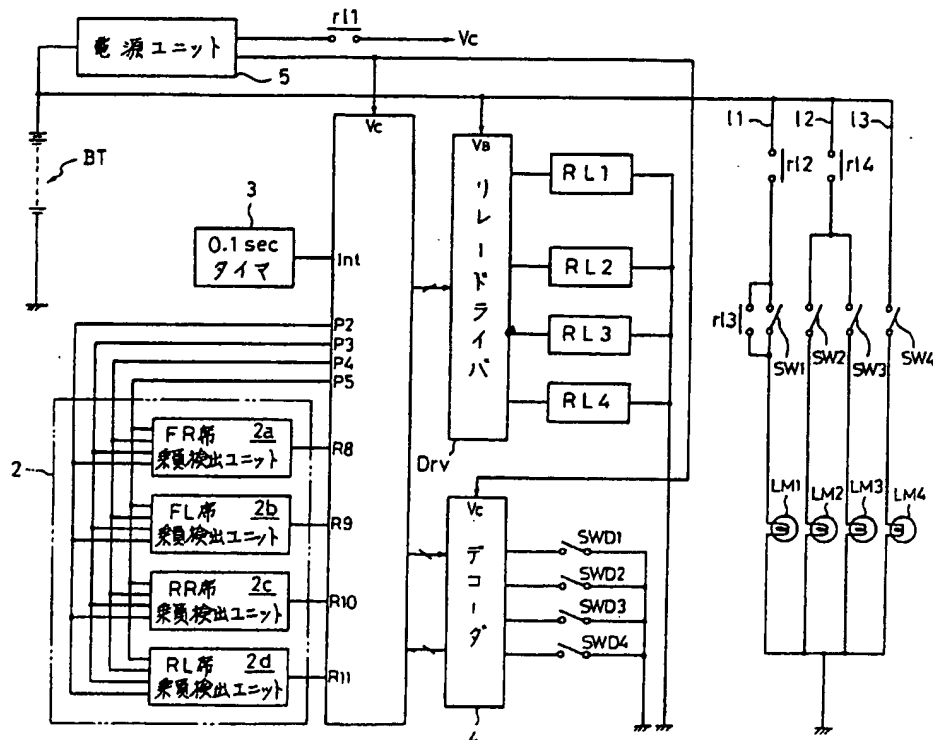 電源ユニット
5
rl1
Vc
BT
3
0.1 sec
タイマ
Vc
Int
P2
P3
P4
P5
R8
R9
R10
R11
2
FR席 2a
乗員検出ユニット
FL席 2b
乗員検出ユニット
RR席 2c
乗員検出ユニット
RL席 2d
乗員検出ユニット
VB
リレードライバ
Drv
RL1
RL2
RL3
RL4
Vc
デコーダ
4
SWD1
SWD2
SWD3
SWD4
l1
l2
l3
rl2
rl4
rl3
SW1
SW2
SW3
SW4
LM1
LM2
LM3
LM4